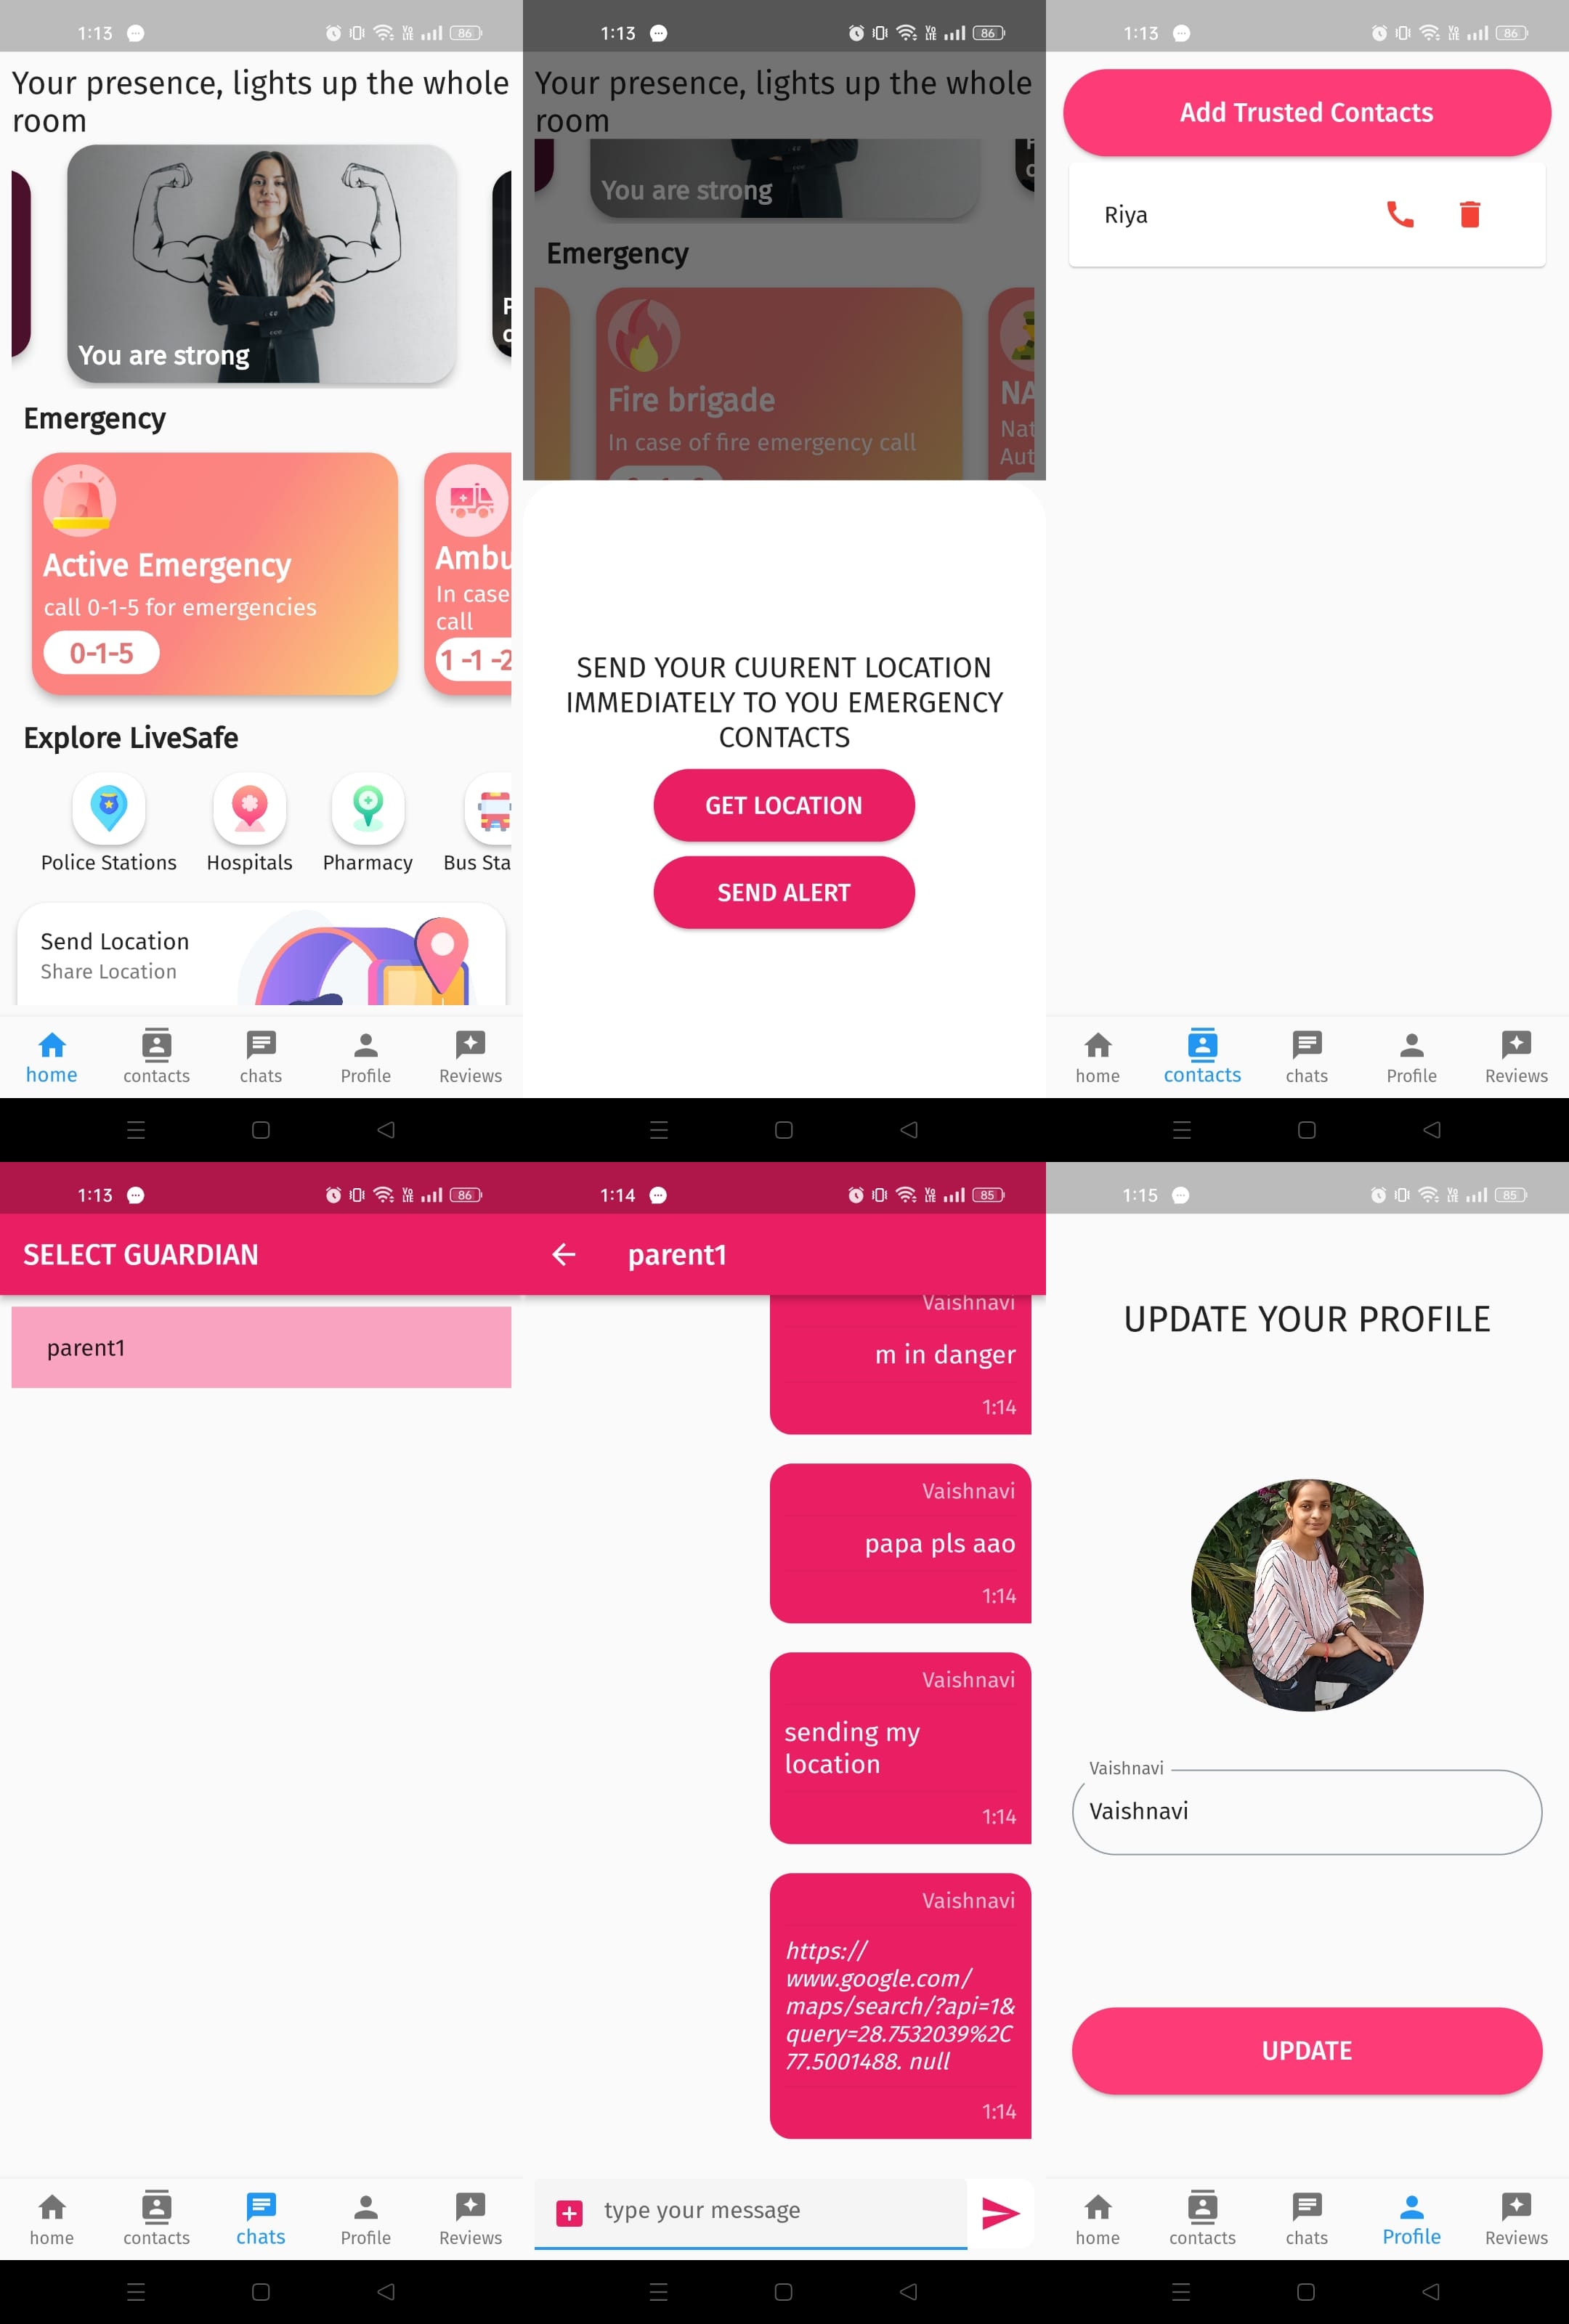 1:13
86
Your presence, lights up the whole
room
You are strong
Emergency
Active Emergency
call 0-1-5 for emergencies
0-1-5
Ambu
In case
call
1 -1 -2
Explore LiveSafe
Police Stations
Hospitals
Pharmacy
Bus Sta
Send Location
Share Location
home
contacts
chats
Profile
Reviews
1:13
86
Your presence, lights up the whole
room
You are strong
Emergency
Fire brigade
In case of fire emergency call
NA
Nat
Aut
SEND YOUR CUURENT LOCATION
IMMEDIATELY TO YOU EMERGENCY
CONTACTS
GET LOCATION
SEND ALERT
1:13
86
Add Trusted Contacts
Riya
home
contacts
chats
Profile
Reviews
1:13
86
SELECT GUARDIAN
parent1
home
contacts
chats
Profile
Reviews
1:14
85
parent1
Vaishnavi
m in danger
1:14
Vaishnavi
papa pls aao
1:14
Vaishnavi
sending my
location
1:14
Vaishnavi
https://
www.google.com/
maps/search/?api=1&
query=28.7532039%2C
77.5001488. null
1:14
type your message
1:15
85
UPDATE YOUR PROFILE
Vaishnavi
Vaishnavi
UPDATE
home
contacts
chats
Profile
Reviews